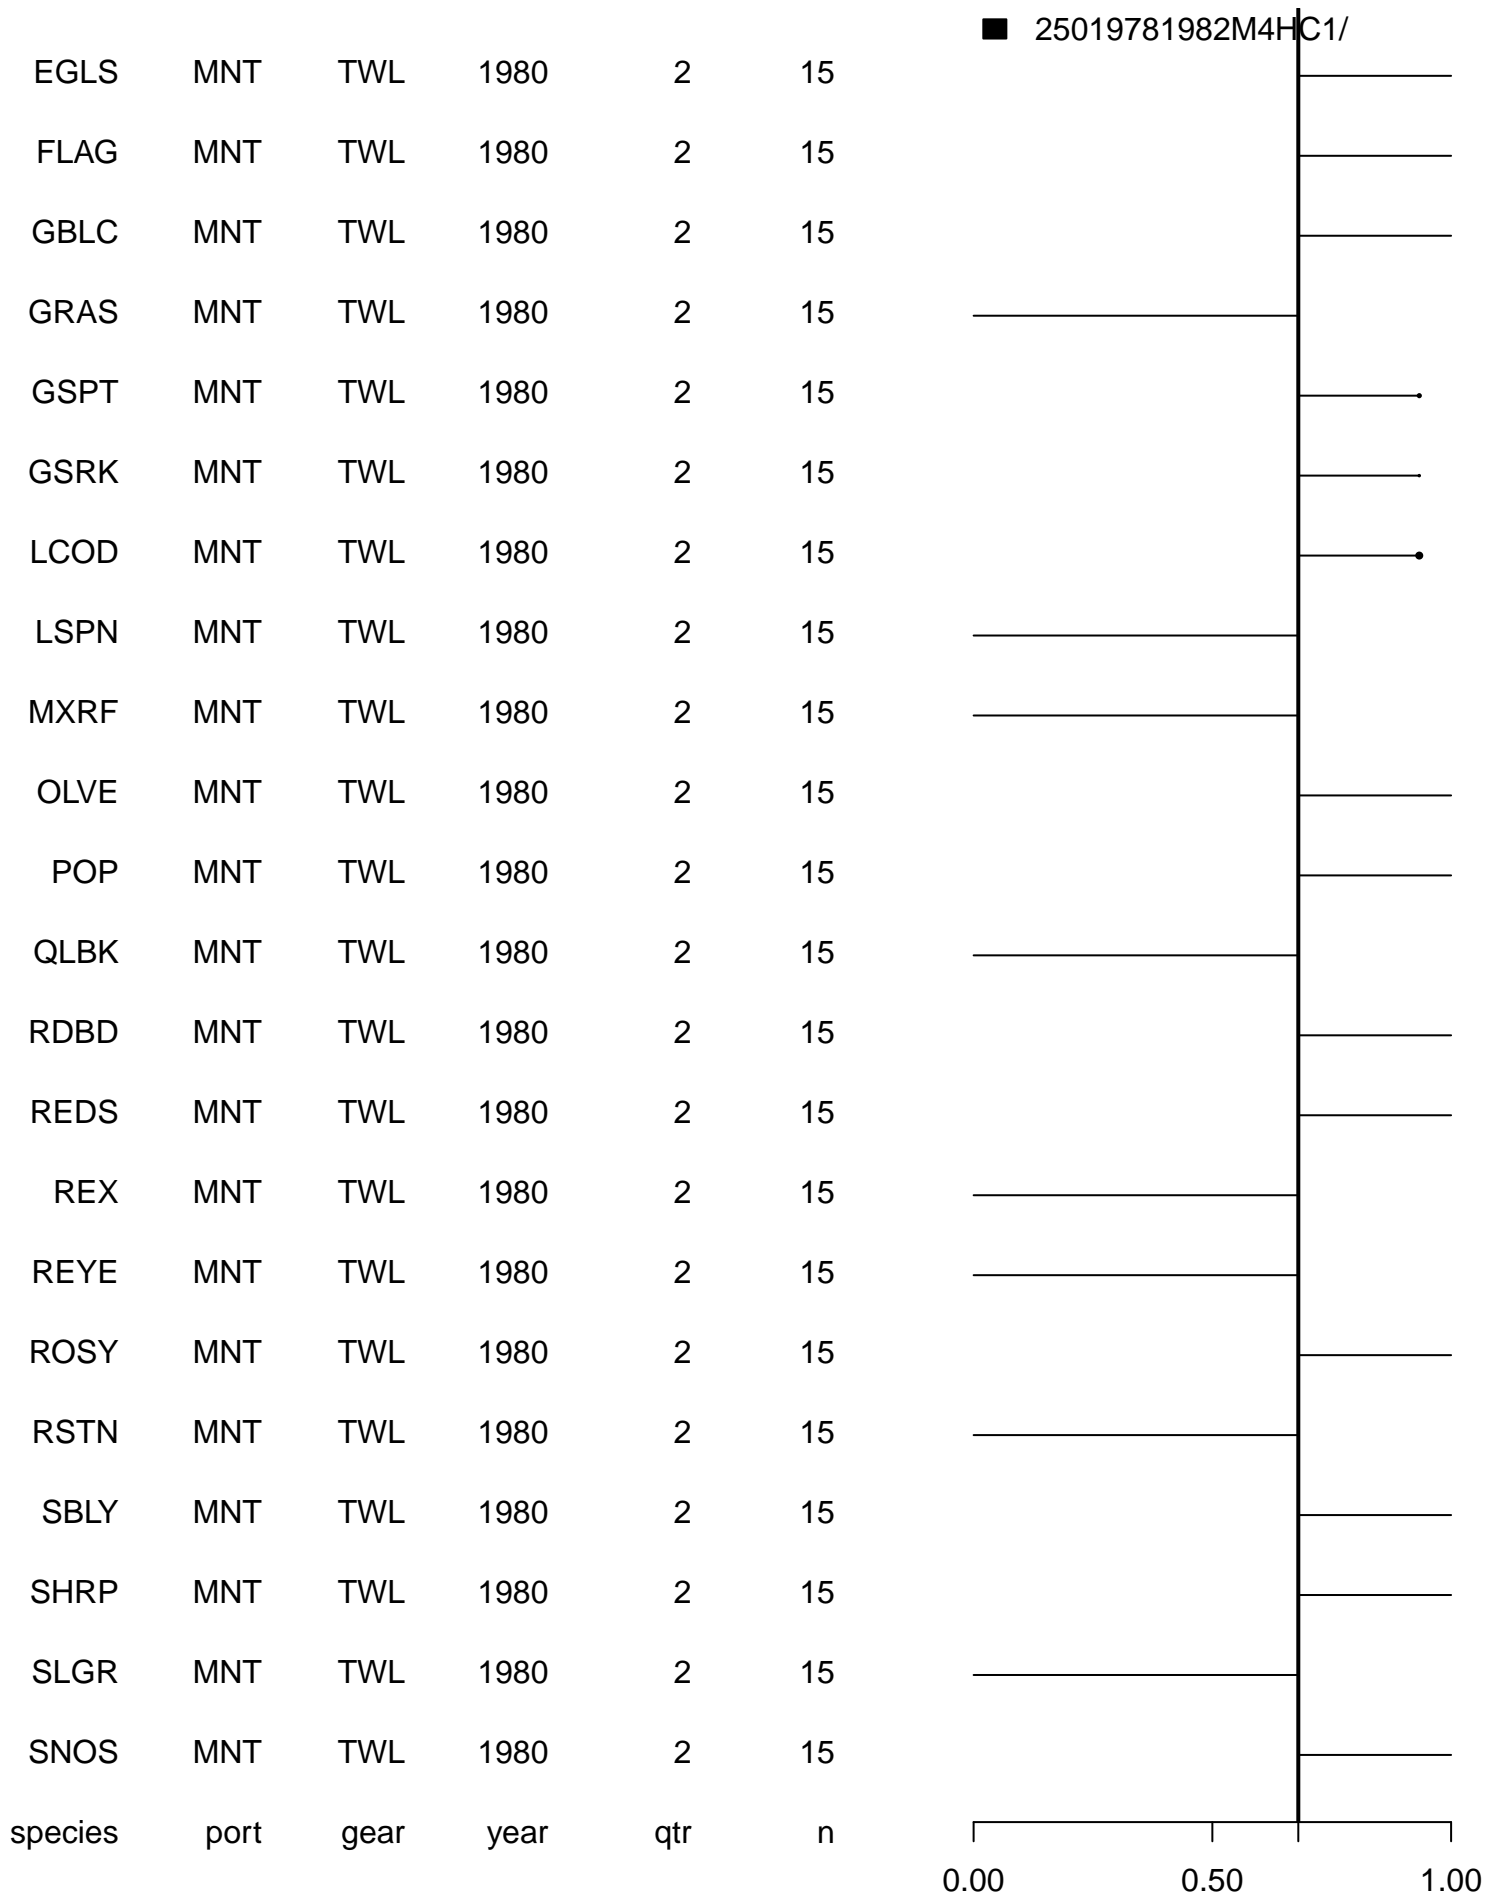 25019781982M4HC1/
EGLS MNT TWL 1980 2 15
FLAG MNT TWL 1980 2 15
GBLC MNT TWL 1980 2 15
GRAS MNT TWL 1980 2 15
GSPT MNT TWL 1980 2 15
GSRK MNT TWL 1980 2 15
LCOD MNT TWL 1980 2 15
LSPN MNT TWL 1980 2 15
MXRF MNT TWL 1980 2 15
OLVE MNT TWL 1980 2 15
POP MNT TWL 1980 2 15
QLBK MNT TWL 1980 2 15
RDBD MNT TWL 1980 2 15
REDS MNT TWL 1980 2 15
REX MNT TWL 1980 2 15
REYE MNT TWL 1980 2 15
ROSY MNT TWL 1980 2 15
RSTN MNT TWL 1980 2 15
SBLY MNT TWL 1980 2 15
SHRP MNT TWL 1980 2 15
SLGR MNT TWL 1980 2 15
SNOS MNT TWL 1980 2 15
species port gear year qtr n
0.00 0.50 1.00